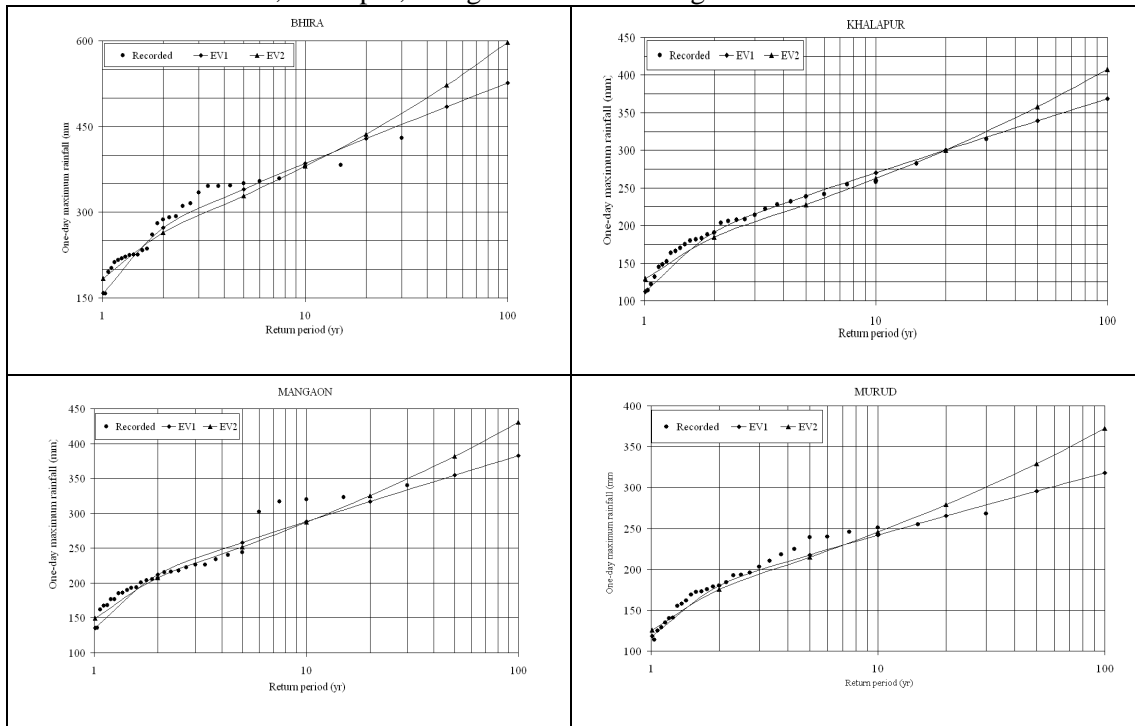 BHIRA
600
450
300
150
One-day maximum rainfall (mm
Recorded EV1 EV2
1 10 100
Return period (yr)
KHALAPUR
450
400
350
300
250
200
150
100
One-day maximum rainfall (mm)
Recorded EV1 EV2
1 10 100
Return period (yr)
MANGAON
450
400
350
300
250
200
150
100
One-day maximum rainfall (mm)
Recorded EV1 EV2
1 10 100
MURUD
400
350
300
250
200
150
100
One-day maximum rainfall (mm
Recorded EV1 EV2
1 10 100
Return period (yr)